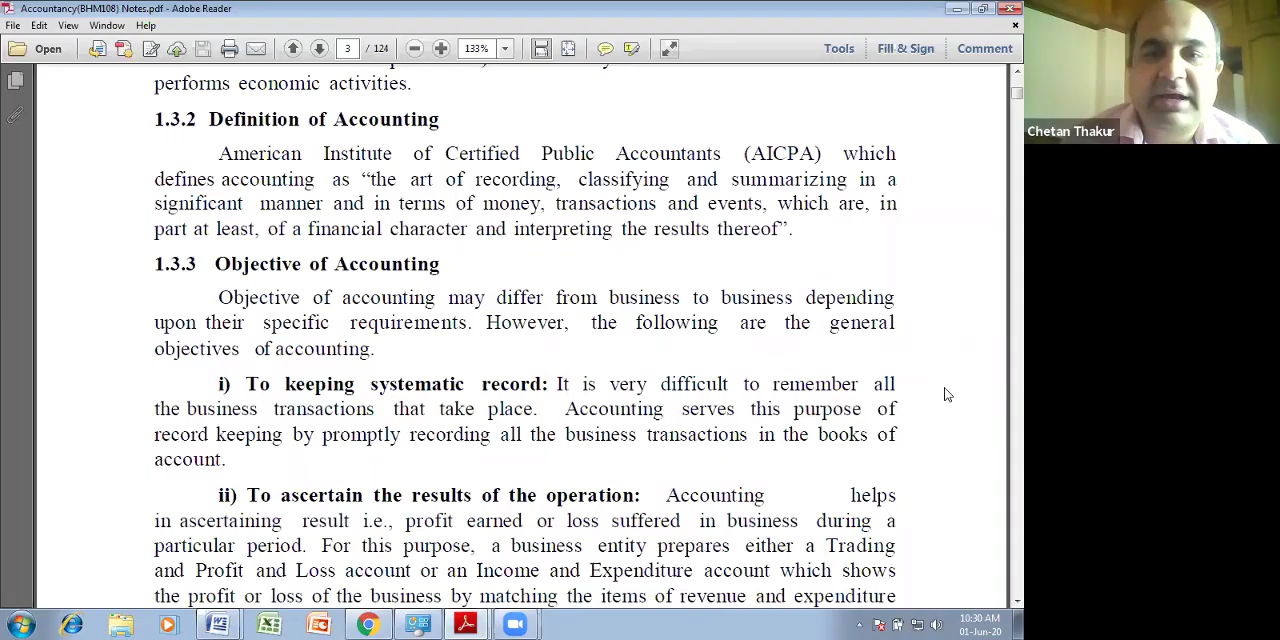 Accountancy(BHM108) Notes.pdf - Adobe Reader
File Edit View Window Help
Open 3 / 124 133% Tools Fill & Sign Comment
performs economic activities.
1.3.2 Definition of Accounting
American Institute of Certified Public Accountants (AICPA) which
defines accounting as “the art of recording, classifying and summarizing in a
significant manner and in terms of money, transactions and events, which are, in
part at least, of a financial character and interpreting the results thereof”.
1.3.3 Objective of Accounting
Objective of accounting may differ from business to business depending
upon their specific requirements. However, the following are the general
objectives of accounting.
i) To keeping systematic record: It is very difficult to remember all
the business transactions that take place. Accounting serves this purpose of
record keeping by promptly recording all the business transactions in the books of
account.
ii) To ascertain the results of the operation: Accounting helps
in ascertaining result i.e., profit earned or loss suffered in business during a
particular period. For this purpose, a business entity prepares either a Trading
and Profit and Loss account or an Income and Expenditure account which shows
the profit or loss of the business by matching the items of revenue and expenditure
Chetan Thakur
10:30 AM
01-Jun-20